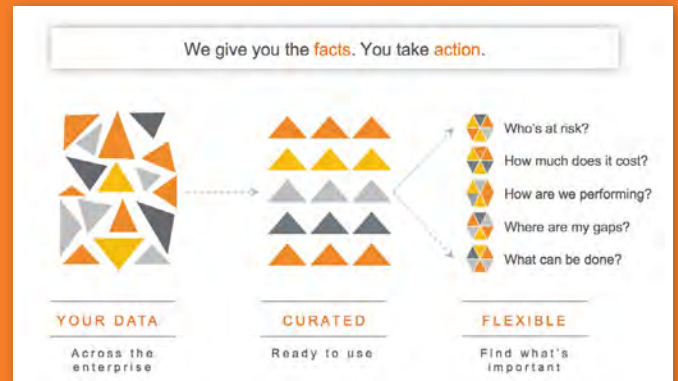 We give you the facts. You take action.
Who's at risk?
How much does it cost?
How are we performing?
Where are my gaps?
What can be done?
YOUR DATA
Across the
enterprise
CURATED
Ready to use
FLEXIBLE
Find what's
important